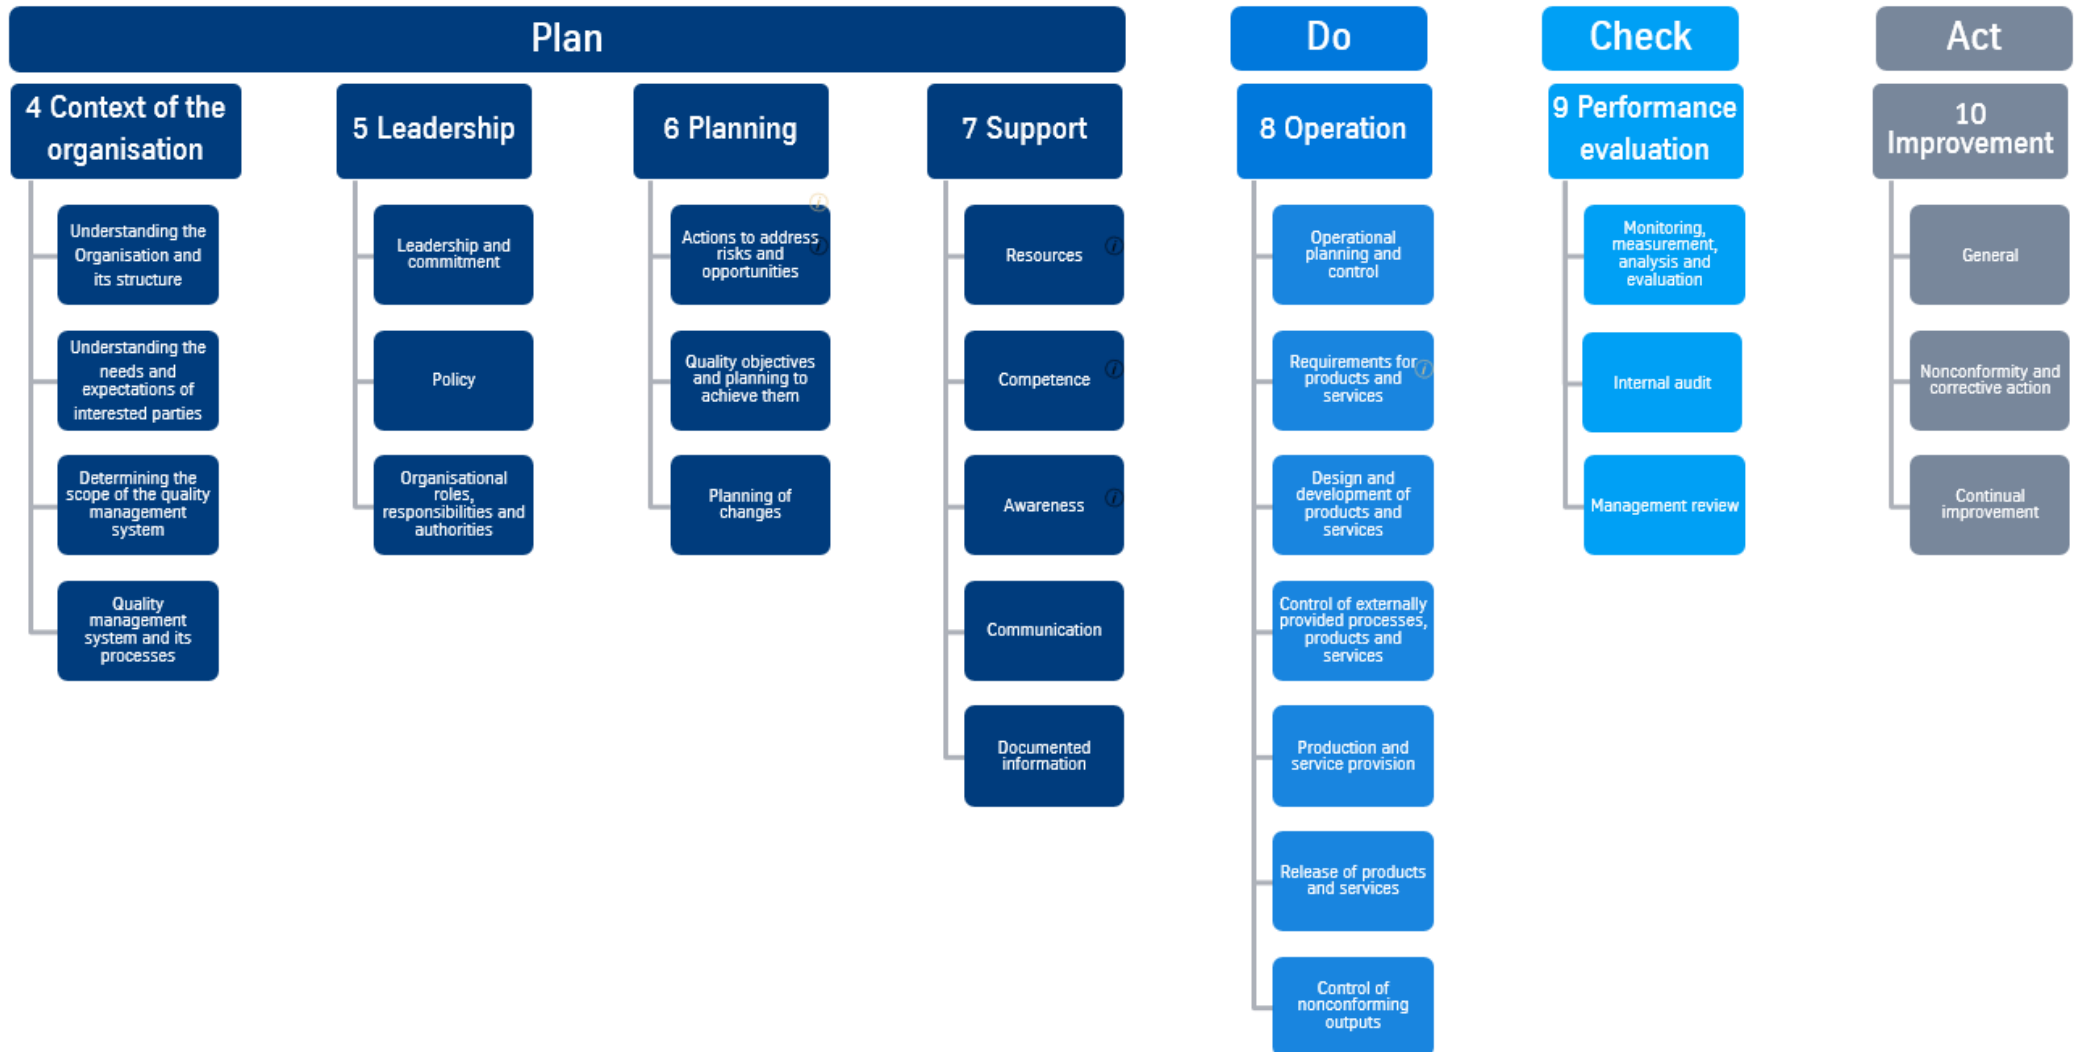 Plan
Do
Check
Act
4 Context of the
organisation
5 Leadership
6 Planning
7 Support
8 Operation
9 Performance
evaluation
10
Improvement
Understanding the
Organisation and
its structure
Understanding the
needs and
expectations of
interested parties
Determining the
scope of the quality
management
system
Quality
management
system and its
processes
Leadership and
commitment
Policy
Organisational
roles,
responsibilities and
authorities
Actions to address
risks and
opportunities
Quality objectives
and planning to
achieve them
Planning of
changes
Resources
Competence
Awareness
Communication
Documented
information
Operational
planning and
control
Requirements for
products and
services
Design and
development of
products and
services
Control of externally
provided processes,
products and
services
Production and
service provision
Release of products
and services
Control of
nonconforming
outputs
Monitoring,
measurement,
analysis and
evaluation
Internal audit
Management review
General
Nonconformity and
corrective action
Continual
improvement